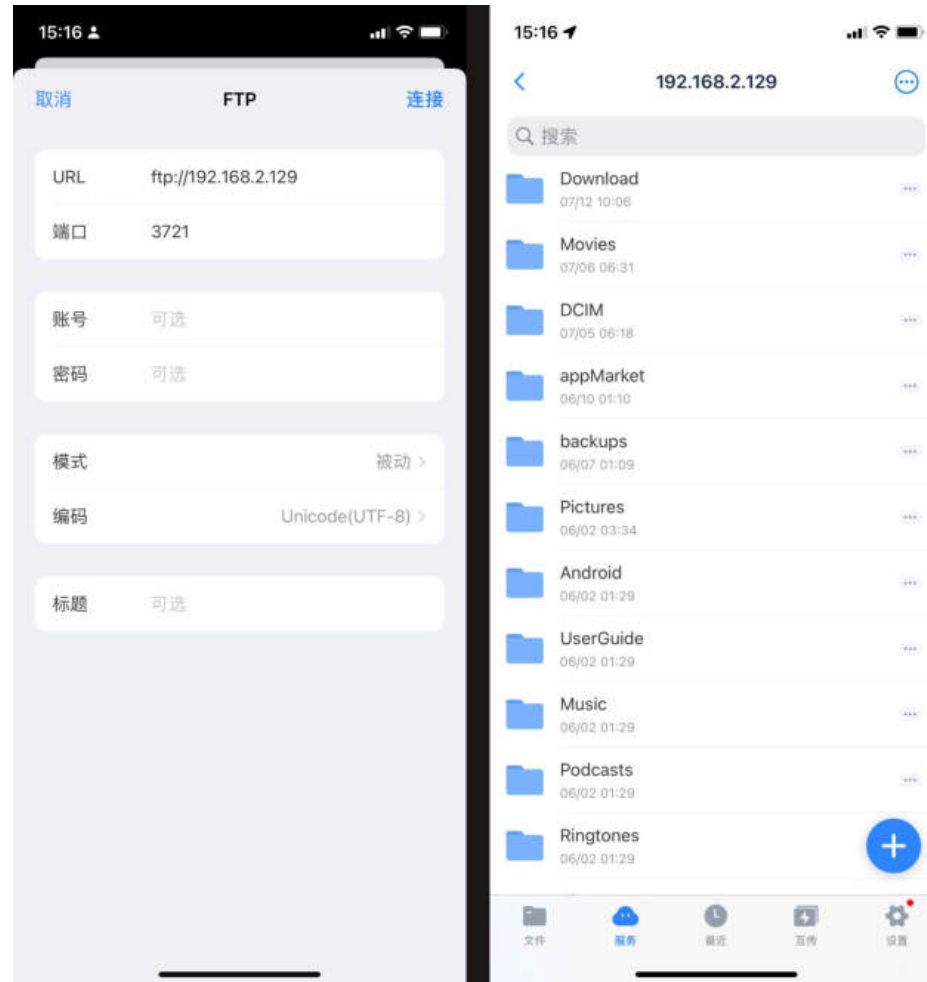 15:16
取消
FTP
连接
URL
ftp://192.168.2.129
端口
3721
账号
可选
密码
可选
模式
被动
编码
Unicode(UTF-8)
标题
可选
15:16
192.168.2.129
搜索
Download
07/12 10:06
Movies
07/06 06:31
DCIM
07/05 06:18
appMarket
06/10 01:10
backups
06/07 01:09
Pictures
06/02 03:34
Android
06/02 01:29
UserGuide
06/02 01:29
Music
06/02 01:29
Podcasts
06/02 01:29
Ringtones
06/02 01:29
文件
服务
最近
互传
设置